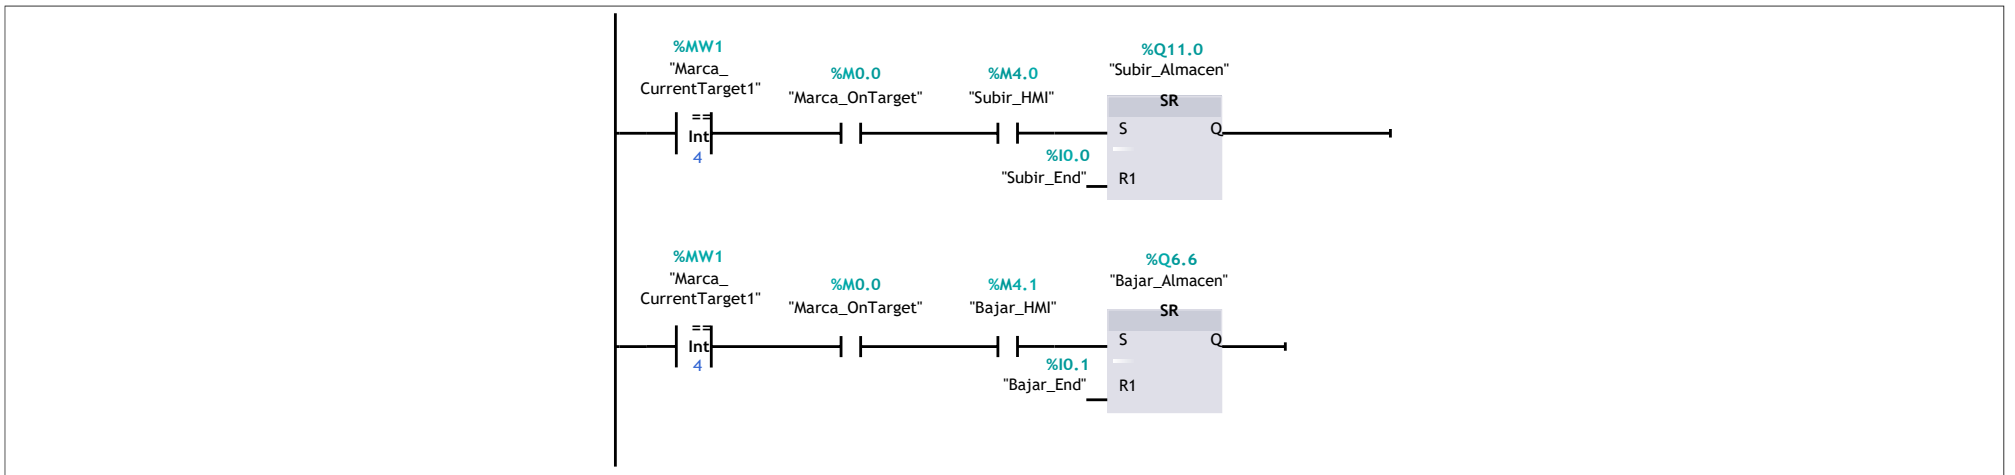 %MW1
"Marca_
CurrentTarget1"
==
Int
4
%M0.0
"Marca_OnTarget"
%M4.0
"Subir_HMI"
%Q11.0
"Subir_Almacen"
SR
S
Q
%I0.0
"Subir_End"
R1
%MW1
"Marca_
CurrentTarget1"
==
Int
4
%M0.0
"Marca_OnTarget"
%M4.1
"Bajar_HMI"
%Q6.6
"Bajar_Almacen"
SR
S
Q
%I0.1
"Bajar_End"
R1